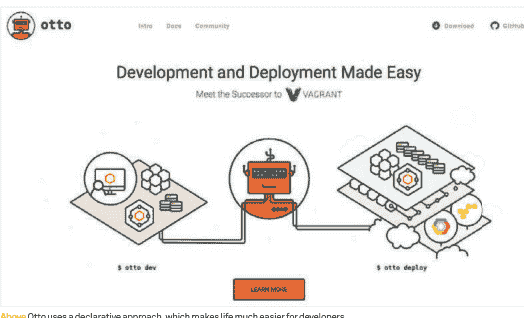 otto
Intro Docs Community
Download GitHub
Development and Deployment Made Easy
Meet the Successor to VAGRANT
$ otto dev
$ otto deploy
LEARN MORE
Above Otto uses a declarative approach, which makes life much easier for developers